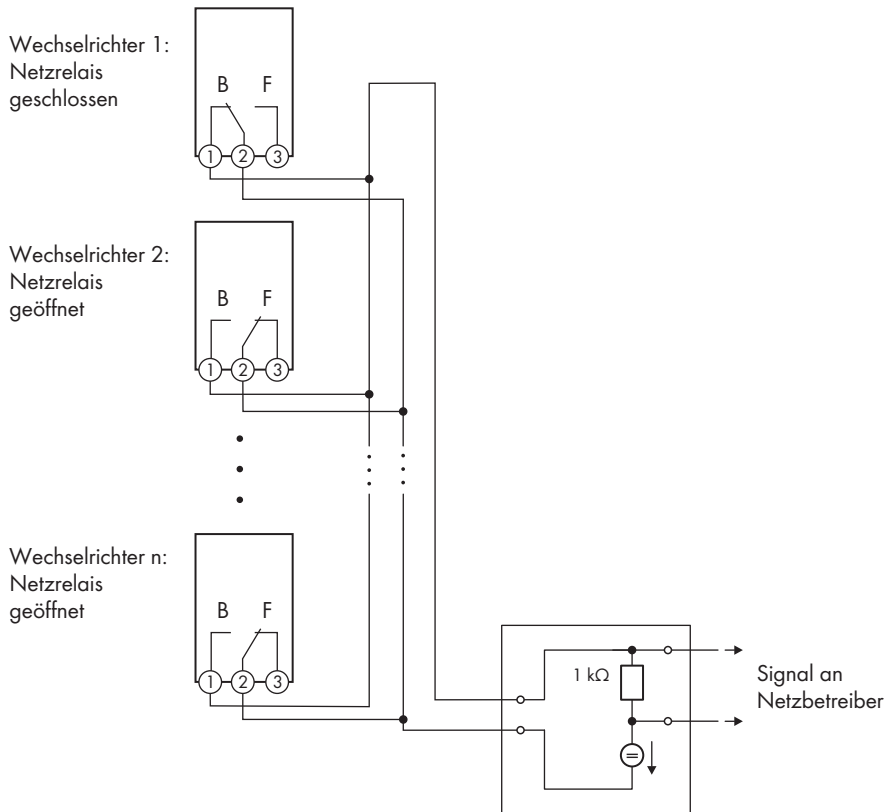 Wechselrichter 1:
Netzrelais
geschlossen
B F
1 2 3
Wechselrichter 2:
Netzrelais
geöffnet
B F
1 2 3
Wechselrichter n:
Netzrelais
geöffnet
B F
1 2 3
1 kΩ
Signal an
Netzbetreiber